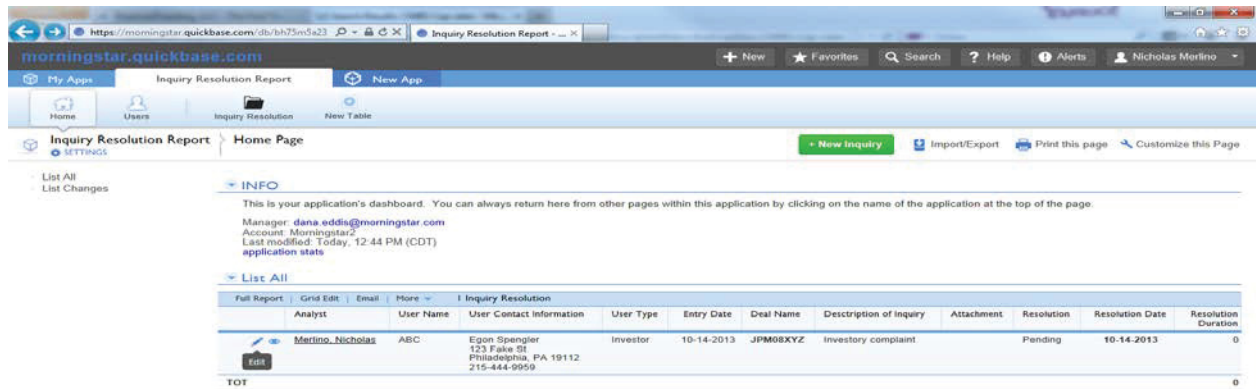 https://morningstar.quickbase.com/db/bh75m5a23
Inquiry Resolution Report - ...
morningstar.quickbase.com
New
Favorites
Search
? Help
Alerts
Nicholas Merlino
My Apps
Inquiry Resolution Report
New App
Home
Users
Inquiry Resolution
New Table
Inquiry Resolution Report
SETTINGS
Home Page
+ New Inquiry
Import/Export
Print this page
Customize this Page
List All
List Changes
INFO
This is your application's dashboard. You can always return here from other pages within this application by clicking on the name of the application at the top of the page.
Manager: dana.eddis@morningstar.com
Account: Morningstar2
Last modified: Today, 12:44 PM (CDT)
application stats
List All
Full Report | Grid Edit | Email | More | 1 Inquiry Resolution
Analyst User Name User Contact Information User Type Entry Date Deal Name Desctription of Inquiry Attachment Resolution Resolution Date Resolution Duration
Merlino, Nicholas ABC Egon Spengler Investor 10-14-2013 JPM08XYZ Investory complaint Pending 10-14-2013 0
123 Fake St
Philadelphia, PA 19112
215-444-9959
Edit
TOT 0